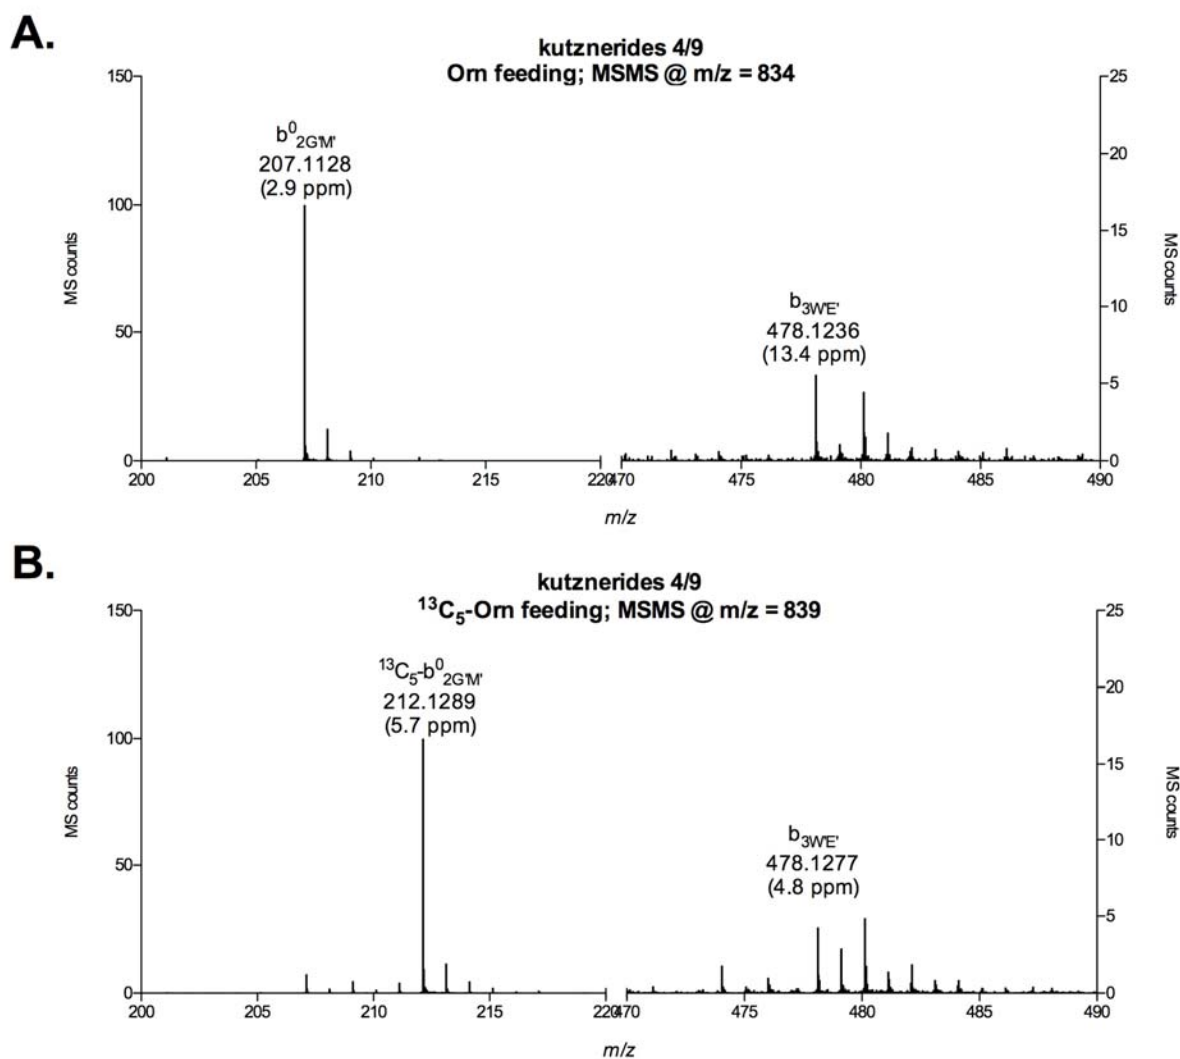 A.
kutznerides 4/9
Orn feeding; MSMS @ m/z = 834
150
100
50
0
MS counts
b⁰2G'M'
207.1128
(2.9 ppm)
b3W'E'
478.1236
(13.4 ppm)
25
20
15
10
5
0
MS counts
200 205 210 215 220 470 475 480 485 490
m/z
B.
kutznerides 4/9
¹³C₅-Orn feeding; MSMS @ m/z = 839
150
100
50
0
MS counts
¹³C₅-b⁰2G'M'
212.1289
(5.7 ppm)
b3W'E'
478.1277
(4.8 ppm)
25
20
15
10
5
0
MS counts
200 205 210 215 220 470 475 480 485 490
m/z